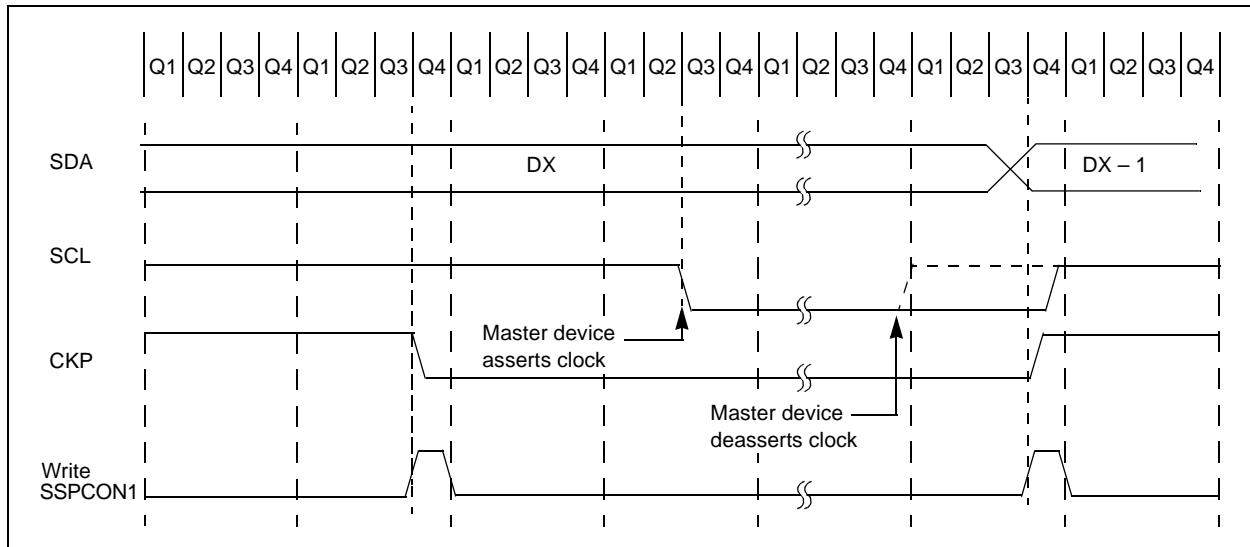 Q1 Q2 Q3 Q4 Q1 Q2 Q3 Q4 Q1 Q2 Q3 Q4 Q1 Q2 Q3 Q4 Q1 Q2 Q3 Q4 Q1 Q2 Q3 Q4 Q1 Q2 Q3 Q4
SDA
DX
DX – 1
SCL
Master device
asserts clock
CKP
Master device
deasserts clock
Write
SSPCON1